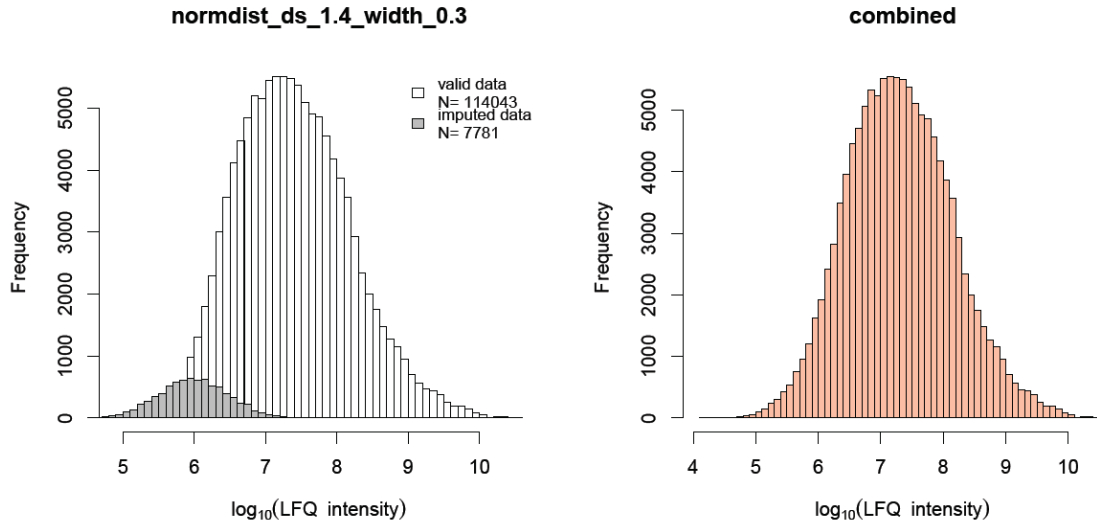 normdist_ds_1.4_width_0.3
valid data
N= 114043
imputed data
N= 7781
Frequency
0
1000
2000
3000
4000
5000
5 6 7 8 9 10
log10(LFQ intensity)
combined
Frequency
0
1000
2000
3000
4000
5000
4 5 6 7 8 9 10
log10(LFQ intensity)